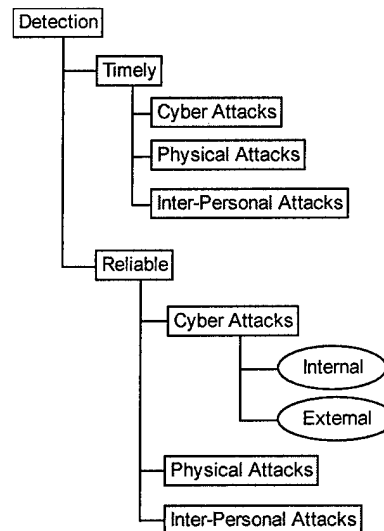 Detection
Timely
Cyber Attacks
Physical Attacks
Inter-Personal Attacks
Reliable
Cyber Attacks
Internal
External
Physical Attacks
Inter-Personal Attacks